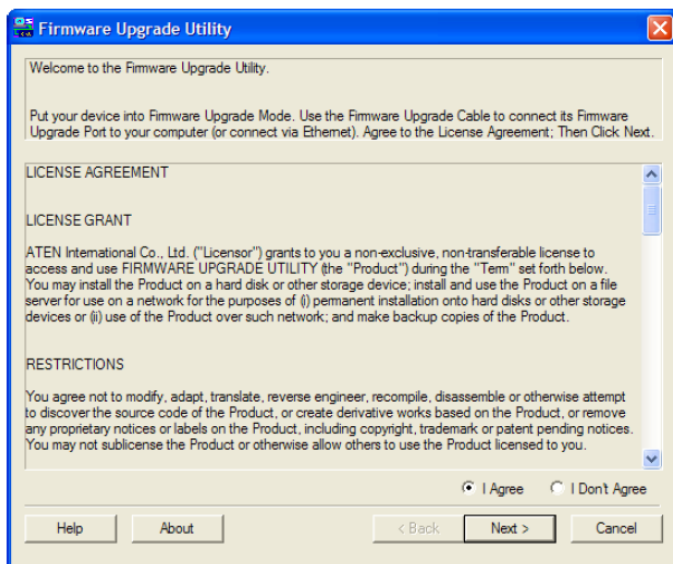 Firmware Upgrade Utility
Welcome to the Firmware Upgrade Utility.
Put your device into Firmware Upgrade Mode. Use the Firmware Upgrade Cable to connect its Firmware
Upgrade Port to your computer (or connect via Ethernet). Agree to the License Agreement; Then Click Next.
LICENSE AGREEMENT
LICENSE GRANT
ATEN International Co., Ltd. ("Licensor") grants to you a non-exclusive, non-transferable license to
access and use FIRMWARE UPGRADE UTILITY (the "Product") during the "Term" set forth below.
You may install the Product on a hard disk or other storage device; install and use the Product on a file
server for use on a network for the purposes of (i) permanent installation onto hard disks or other storage
devices or (ii) use of the Product over such network; and make backup copies of the Product.
RESTRICTIONS
You agree not to modify, adapt, translate, reverse engineer, recompile, disassemble or otherwise attempt
to discover the source code of the Product, or create derivative works based on the Product, or remove
any proprietary notices or labels on the Product, including copyright, trademark or patent pending notices.
You may not sublicense the Product or otherwise allow others to use the Product licensed to you.
I Agree I Don't Agree
Help About < Back Next > Cancel